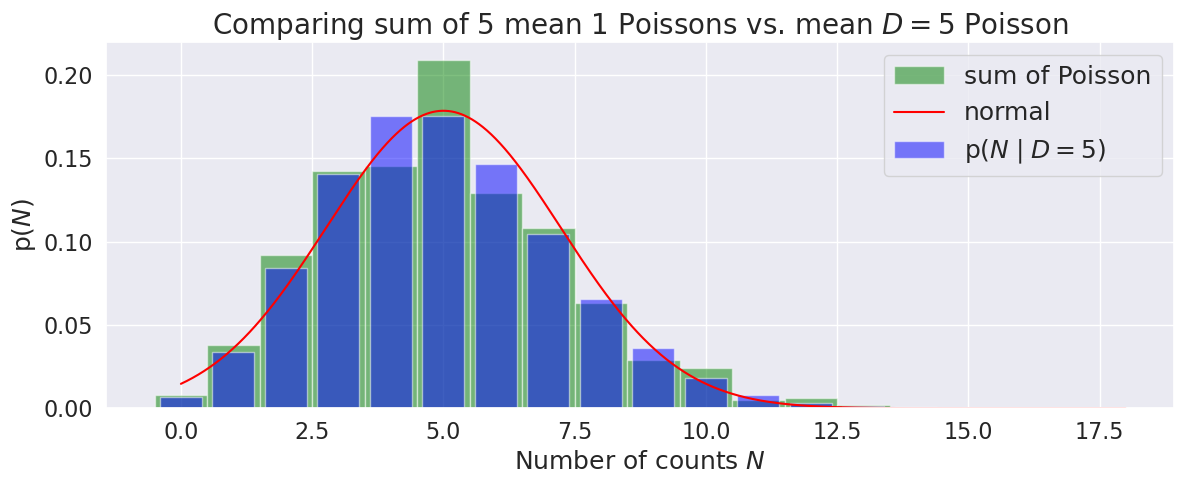 Comparing sum of 5 mean 1 Poissons vs. mean D = 5 Poisson
sum of Poisson
normal
p(N | D = 5)
p(N)
0.20
0.15
0.10
0.05
0.00
0.0 2.5 5.0 7.5 10.0 12.5 15.0 17.5
Number of counts N